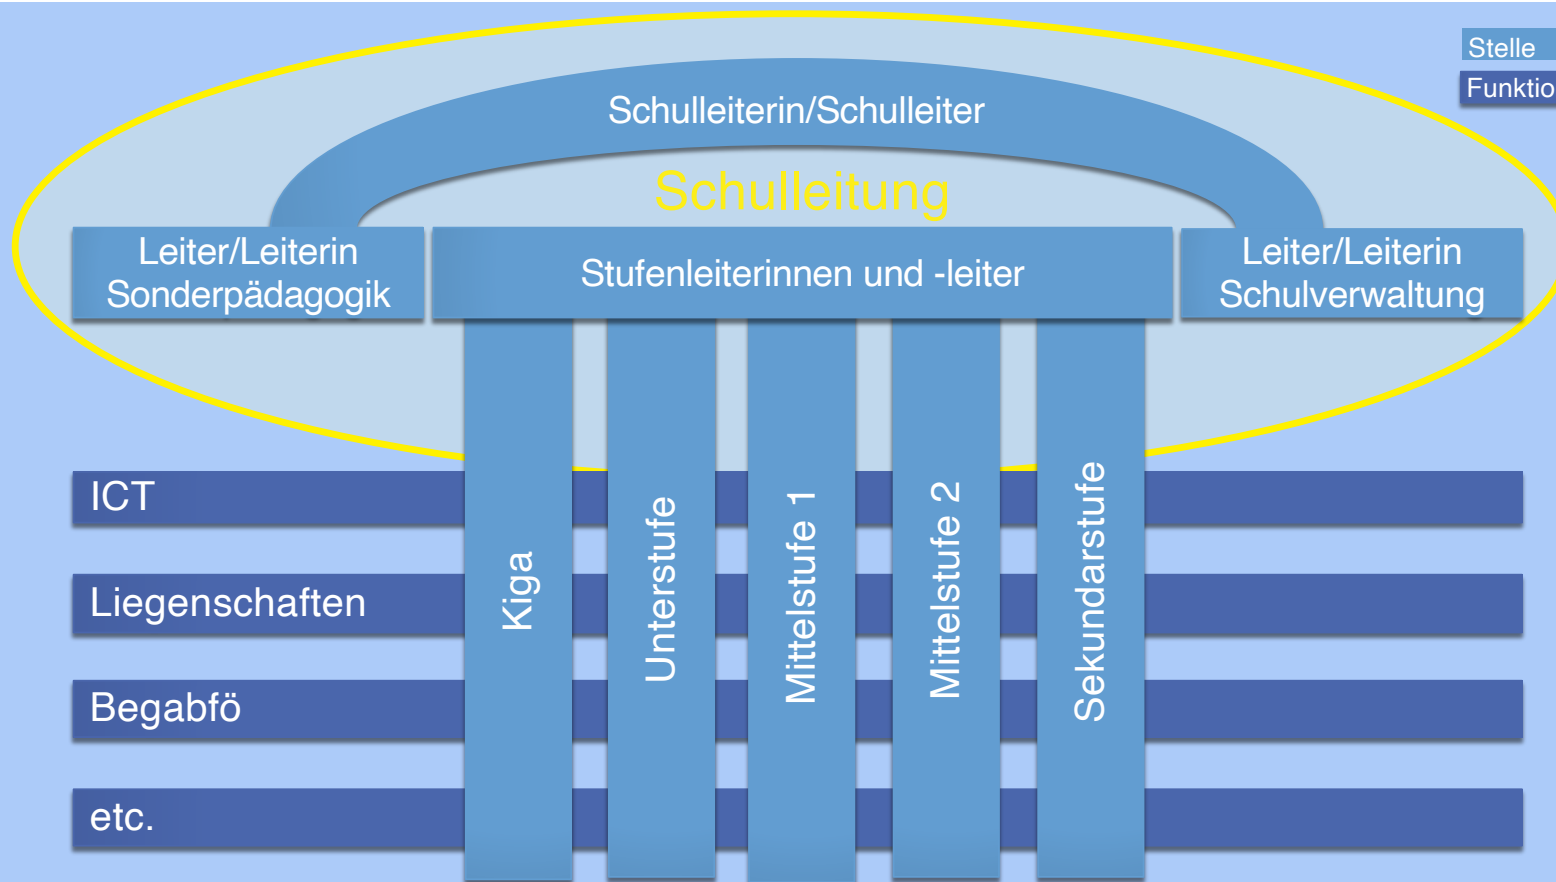 Stelle
Funktio
Schulleiterin/Schulleiter
Schulleitung
Leiter/Leiterin
Sonderpädagogik
Stufenleiterinnen und -leiter
Leiter/Leiterin
Schulverwaltung
ICT
Liegenschaften
Begabfö
etc.
Kiga
Unterstufe
Mittelstufe 1
Mittelstufe 2
Sekundarstufe